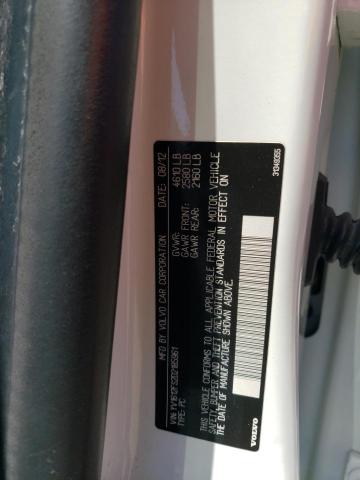 MFD BY VOLVO CAR CORPORATION DATE: 08/12
GVWR: 4610 LB
GAWR FRONT: 2580 LB
GAWR REAR: 2160 LB
VIN: YV1612FS2D2185961
TYPE: PC
THIS VEHICLE CONFORMS TO ALL APPLICABLE FEDERAL MOTOR VEHICLE
SAFETY, BUMPER AND THEFT PREVENTION STANDARDS IN EFFECT ON
THE DATE OF MANUFACTURE SHOWN ABOVE.
VOLVO